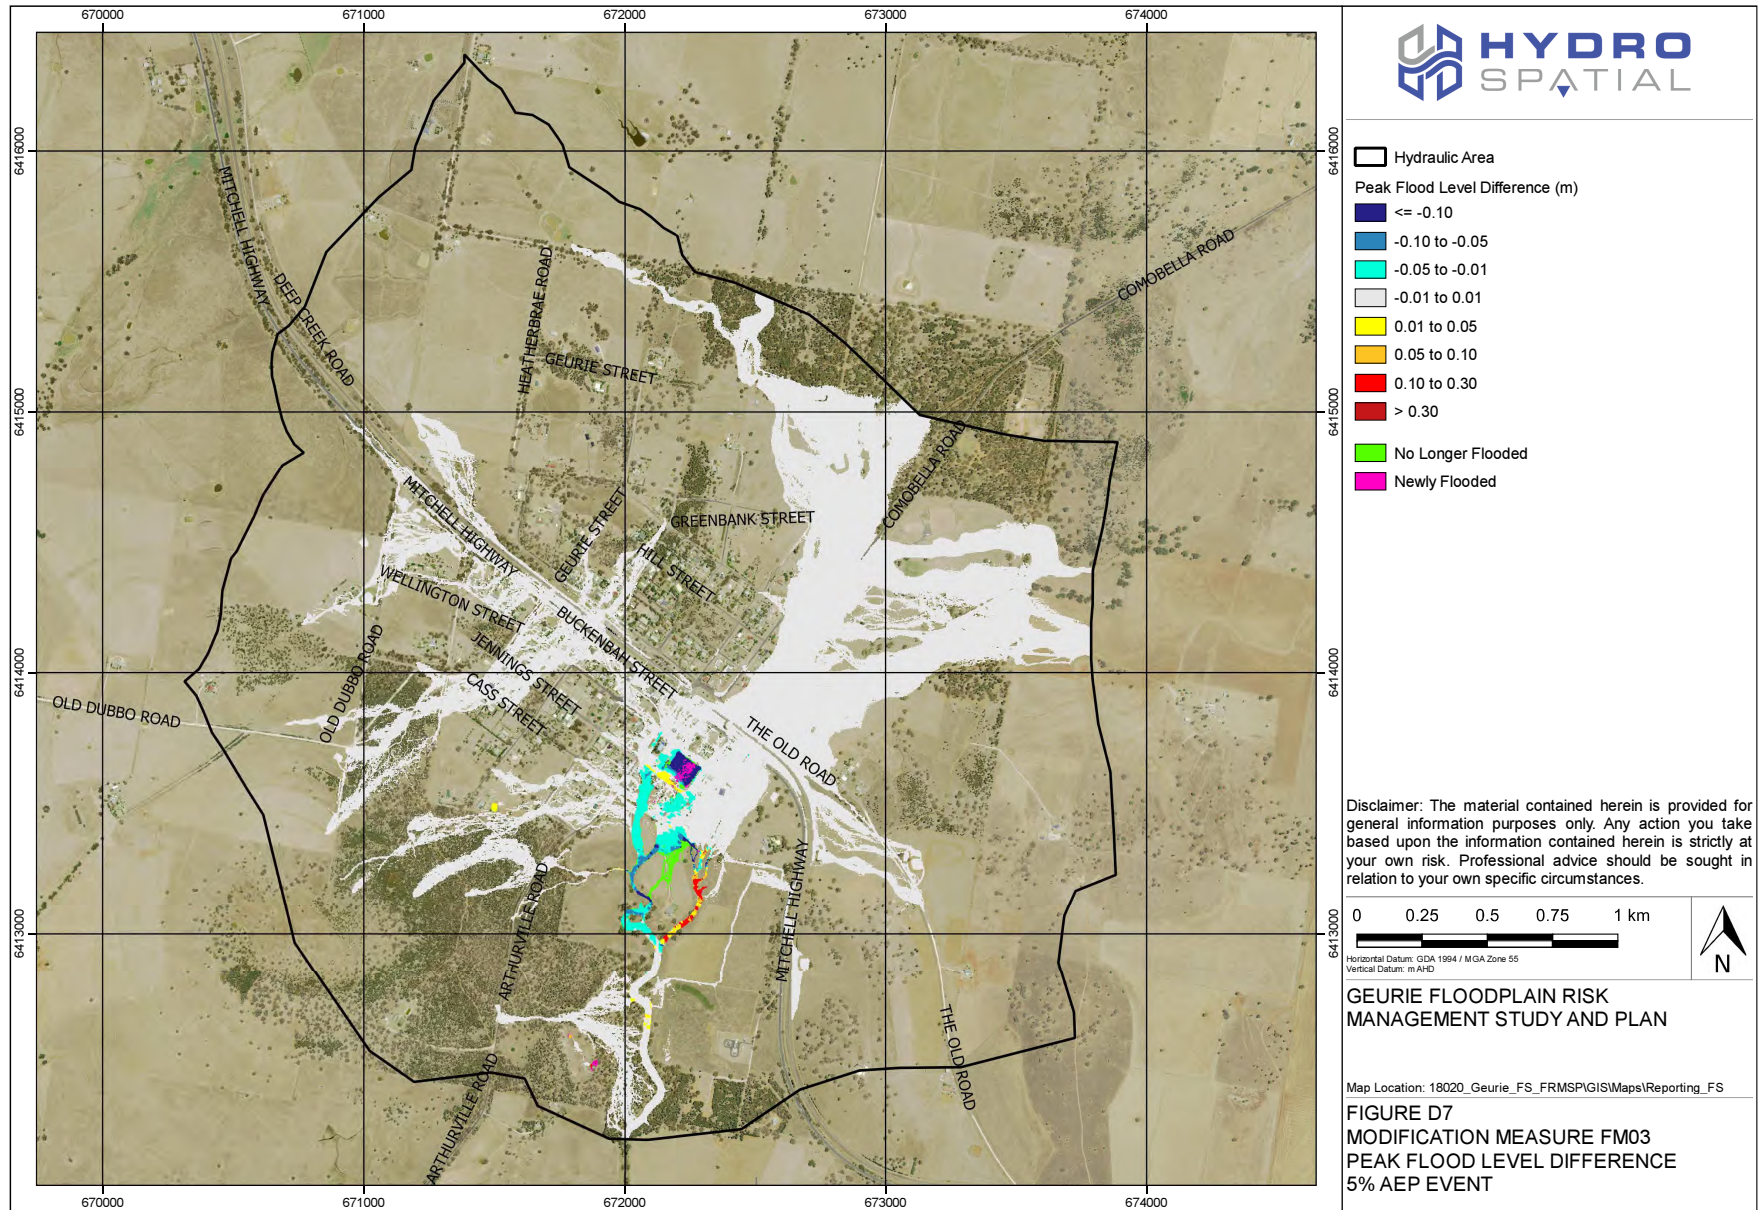 670000
671000
672000
673000
674000
6416000
6415000
6414000
6413000
6416000
6415000
6414000
6413000
MITCHELL HIGHWAY
DEEP CREEK ROAD
HEATHERBRAE ROAD
GEURIE STREET
COMOBELLA ROAD
COMOBELLA ROAD
MITCHELL HIGHWAY
GEURIE STREET
GREENBANK STREET
HILL STREET
WELLINGTON STREET
BUCKENBAH STREET
JENNINGS STREET
CASS STREET
OLD DUBBO ROAD
OLD DUBBO ROAD
THE OLD ROAD
MITCHELL HIGHWAY
ARTHURVILLE ROAD
ARTHURVILLE ROAD
THE OLD ROAD
670000
671000
672000
673000
674000
HYDRO
SPATIAL
Hydraulic Area
Peak Flood Level Difference (m)
<= -0.10
-0.10 to -0.05
-0.05 to -0.01
-0.01 to 0.01
0.01 to 0.05
0.05 to 0.10
0.10 to 0.30
> 0.30
No Longer Flooded
Newly Flooded
Disclaimer: The material contained herein is provided for
general information purposes only. Any action you take
based upon the information contained herein is strictly at
your own risk. Professional advice should be sought in
relation to your own specific circumstances.
0 0.25 0.5 0.75 1 km
Horizontal Datum: GDA 1994 / MGA Zone 55
Vertical Datum: m AHD
N
GEURIE FLOODPLAIN RISK
MANAGEMENT STUDY AND PLAN
Map Location: 18020_Geurie_FS_FRMSP\GIS\Maps\Reporting_FS
FIGURE D7
MODIFICATION MEASURE FM03
PEAK FLOOD LEVEL DIFFERENCE
5% AEP EVENT